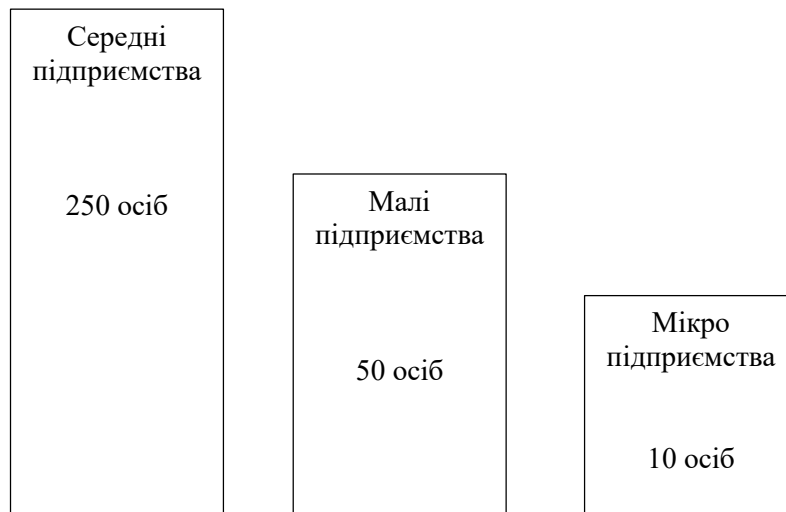 Середні
підприємства
250 осіб
Малі
підприємства
50 осіб
Мікро
підприємства
10 осіб